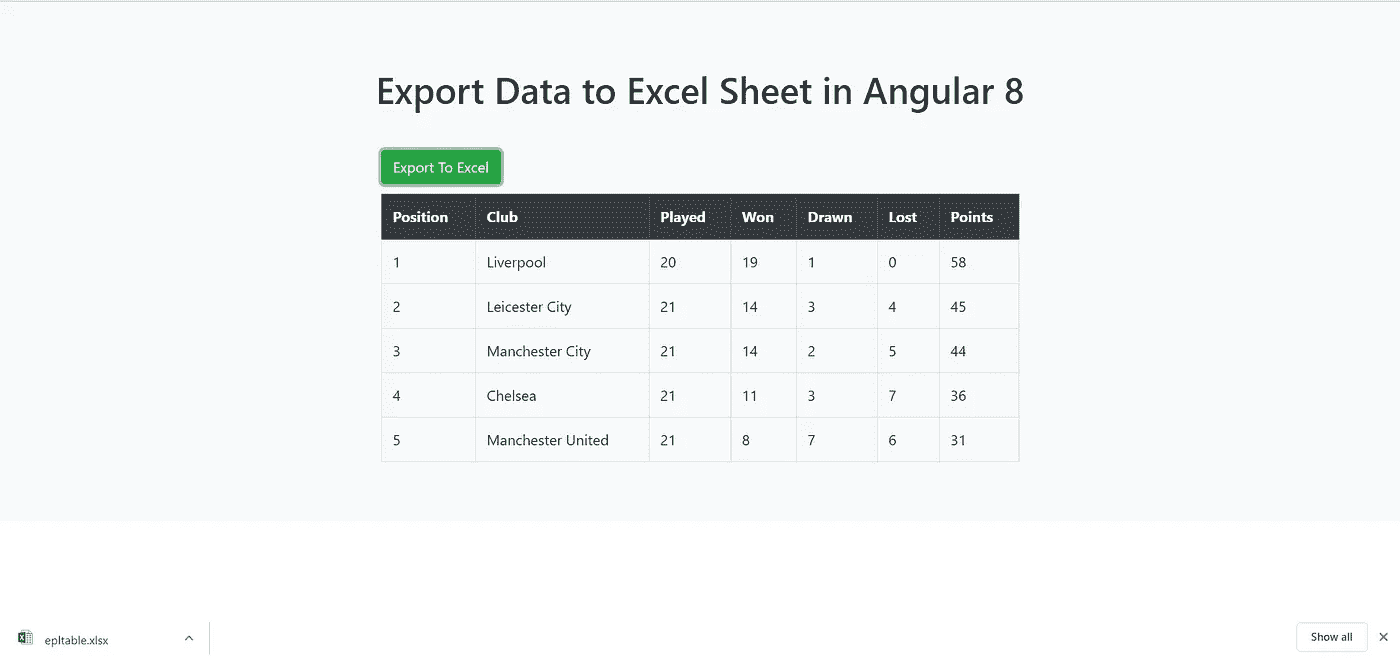 Export Data to Excel Sheet in Angular 8
Export To Excel
Position Club Played Won Drawn Lost Points
1 Liverpool 20 19 1 0 58
2 Leicester City 21 14 3 4 45
3 Manchester City 21 14 2 5 44
4 Chelsea 21 11 3 7 36
5 Manchester United 21 8 7 6 31
epltable.xlsx Show all